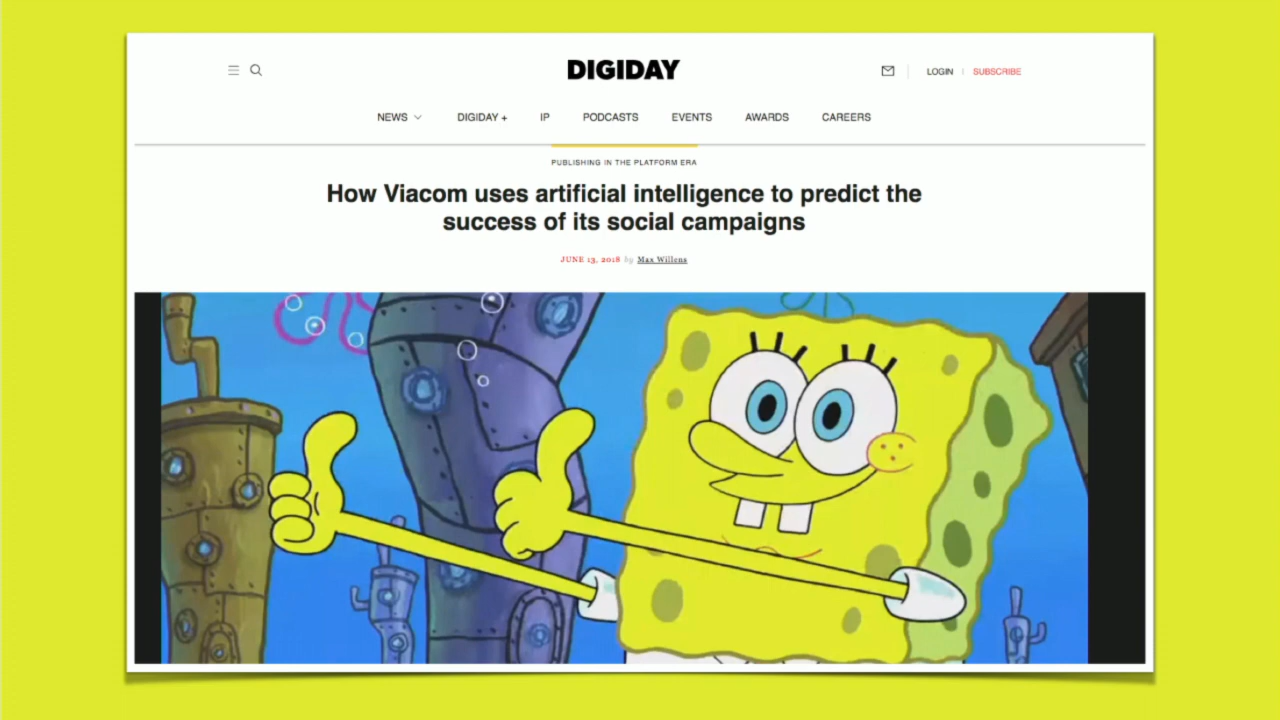 DIGIDAY
LOGIN SUBSCRIBE
NEWS DIGIDAY + IP PODCASTS EVENTS AWARDS CAREERS
PUBLISHING IN THE PLATFORM ERA
How Viacom uses artificial intelligence to predict the
success of its social campaigns
JUNE 13, 2018 by Max Willens